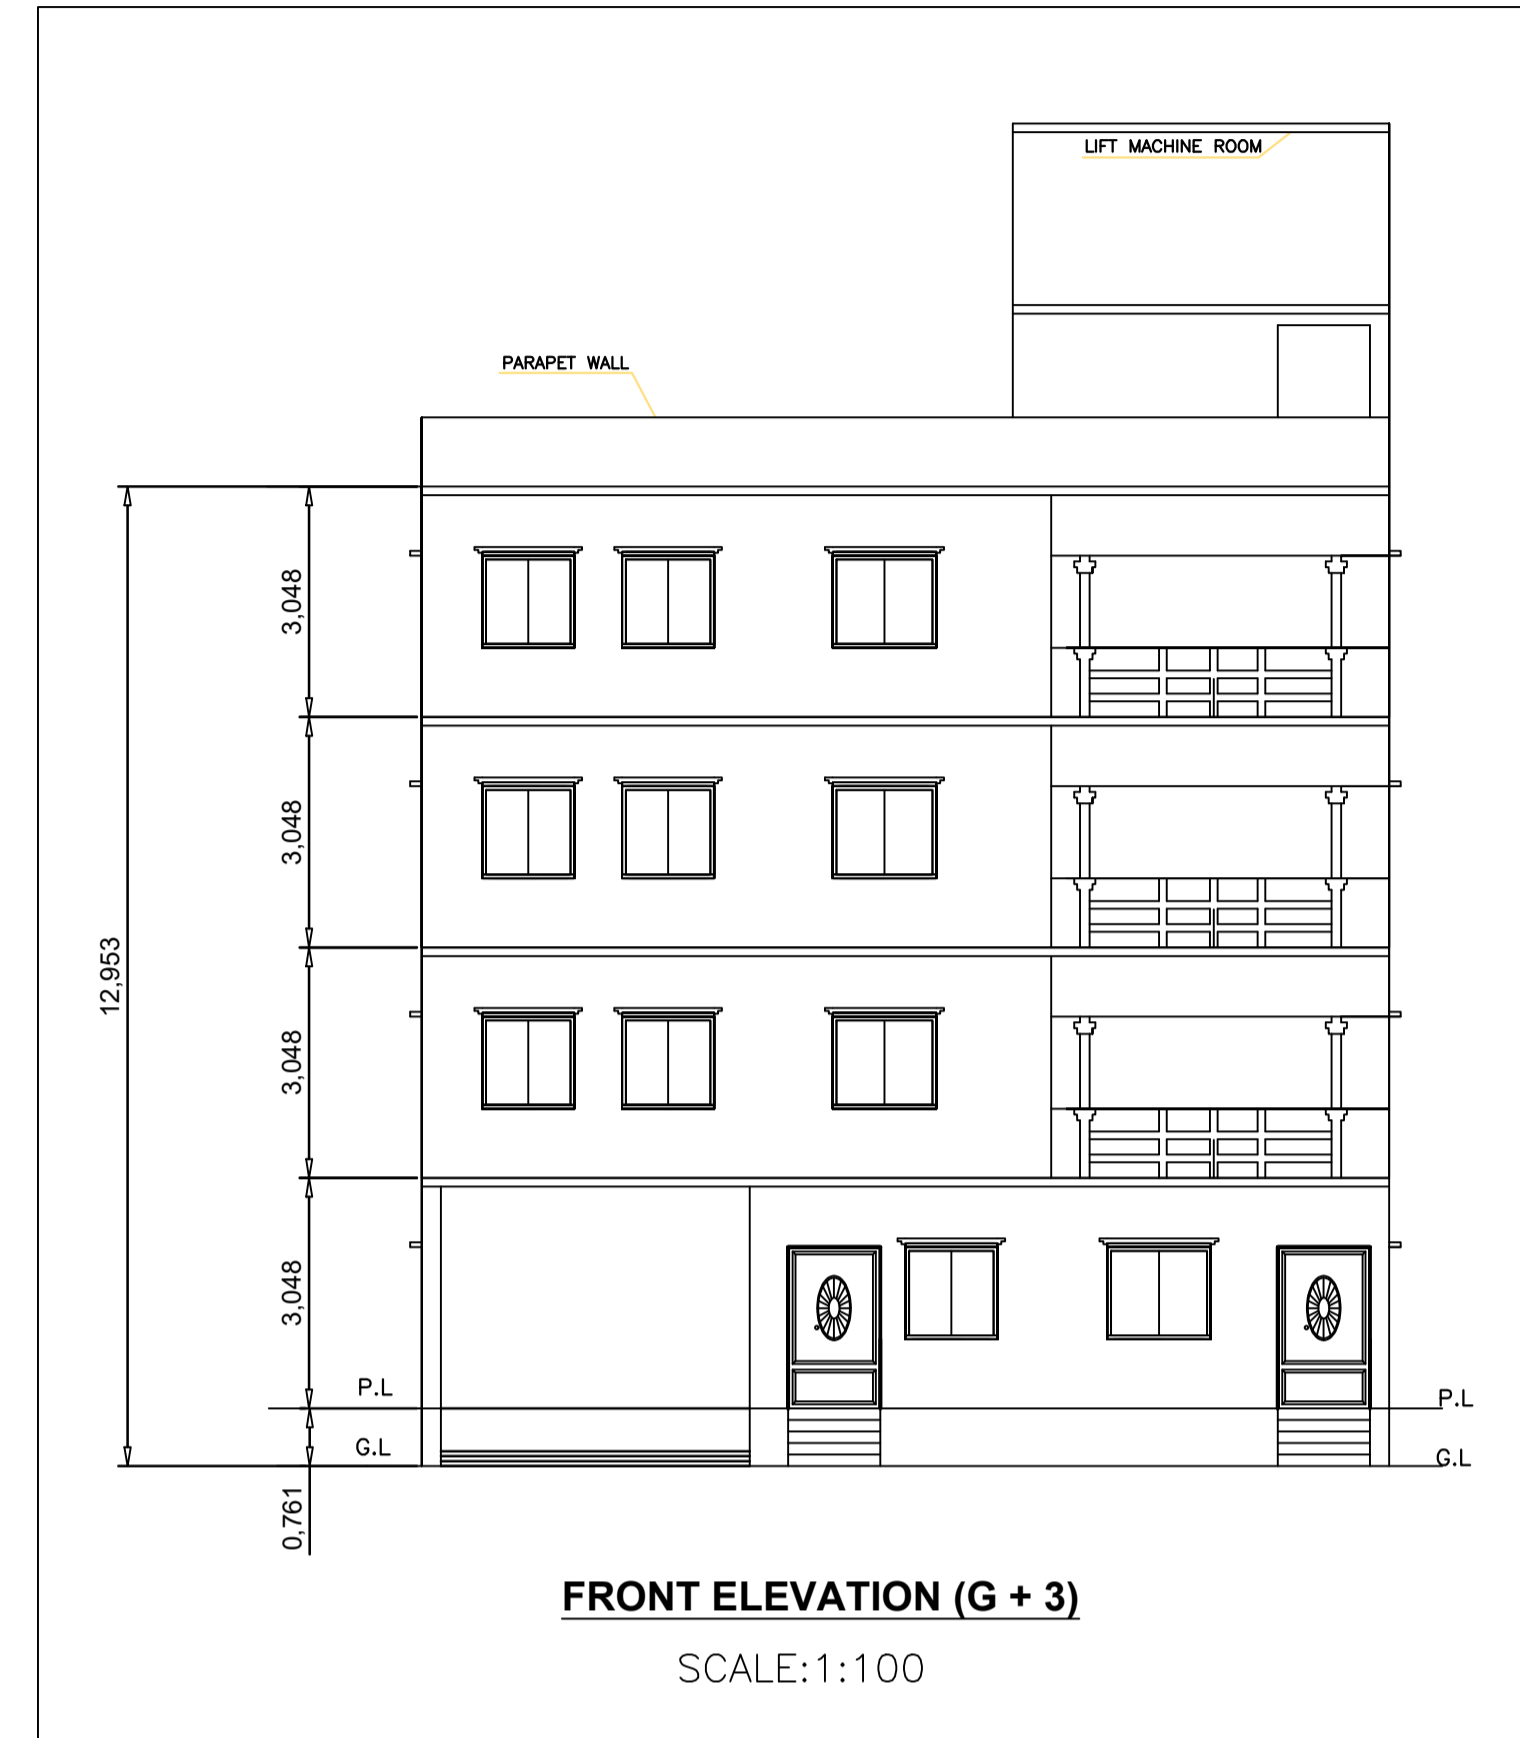 LIFT MACHINE ROOM
PARAPET WALL
3,048
3,048
12,953
3,048
3,048
P.L
P.L
G.L
G.L
0,761
FRONT ELEVATION (G + 3)
SCALE:1:100